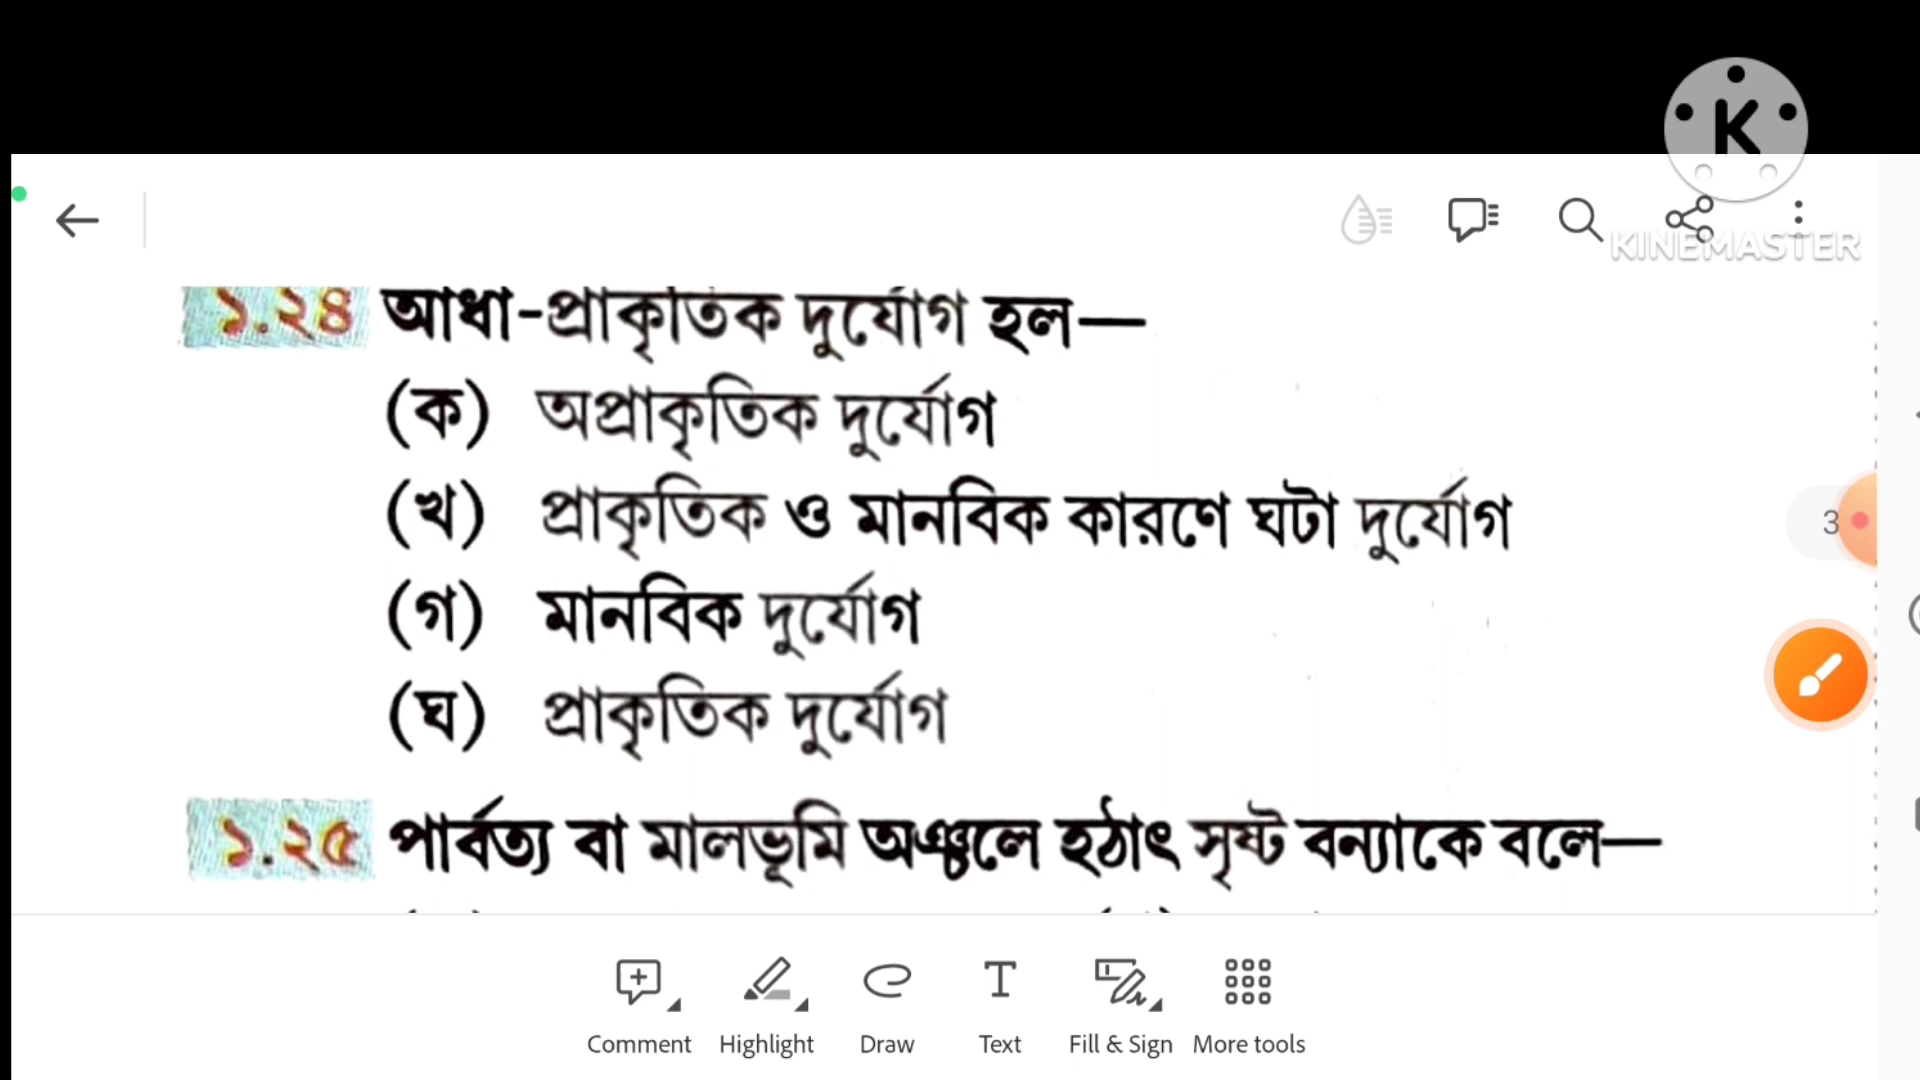 K
KINEMASTER
১.২৪ আধা-প্রাকৃতিক দুর্যোগ হল—
(ক) অপ্রাকৃতিক দুর্যোগ
(খ) প্রাকৃতিক ও মানবিক কারণে ঘটা দুর্যোগ
3
(গ) মানবিক দুর্যোগ
(ঘ) প্রাকৃতিক দুর্যোগ
১.২৫ পার্বত্য বা মালভূমি অঞ্চলে হঠাৎ সৃষ্ট বন্যাকে বলে—
Comment Highlight Draw Text Fill & Sign More tools